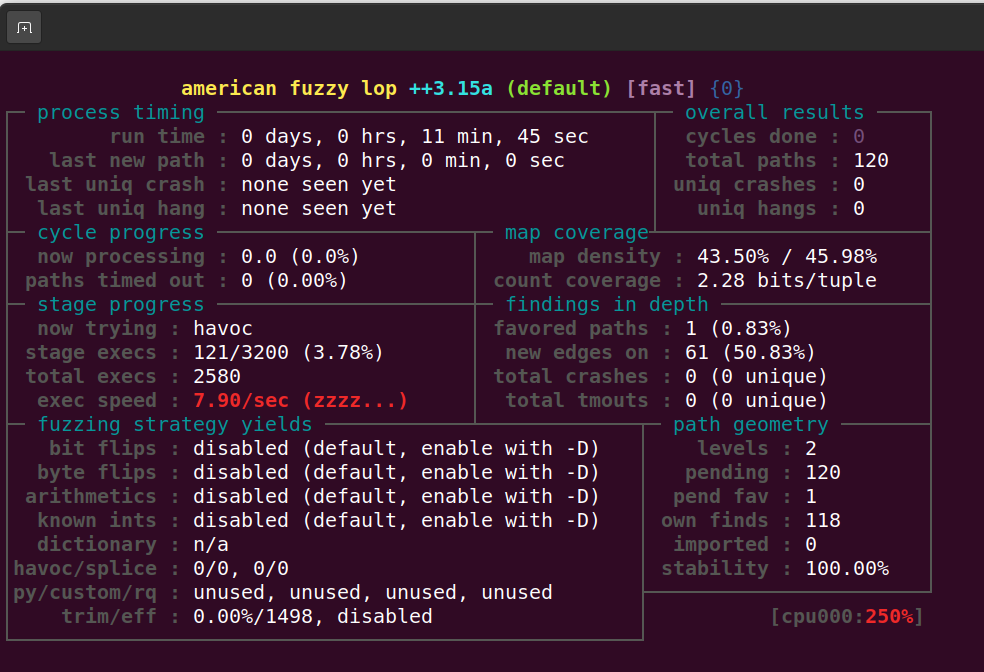 american fuzzy lop ++3.15a (default) [fast] {0}
process timing overall results
run time : 0 days, 0 hrs, 11 min, 45 sec cycles done : 0
last new path : 0 days, 0 hrs, 0 min, 0 sec total paths : 120
last uniq crash : none seen yet uniq crashes : 0
last uniq hang : none seen yet uniq hangs : 0
cycle progress map coverage
now processing : 0.0 (0.0%) map density : 43.50% / 45.98%
paths timed out : 0 (0.00%) count coverage : 2.28 bits/tuple
stage progress findings in depth
now trying : havoc favored paths : 1 (0.83%)
stage execs : 121/3200 (3.78%) new edges on : 61 (50.83%)
total execs : 2580 total crashes : 0 (0 unique)
exec speed : 7.90/sec (zzzz...) total tmouts : 0 (0 unique)
fuzzing strategy yields path geometry
bit flips : disabled (default, enable with -D) levels : 2
byte flips : disabled (default, enable with -D) pending : 120
arithmetics : disabled (default, enable with -D) pend fav : 1
known ints : disabled (default, enable with -D) own finds : 118
dictionary : n/a imported : 0
havoc/splice : 0/0, 0/0 stability : 100.00%
py/custom/rq : unused, unused, unused, unused
trim/eff : 0.00%/1498, disabled [cpu000:250%]